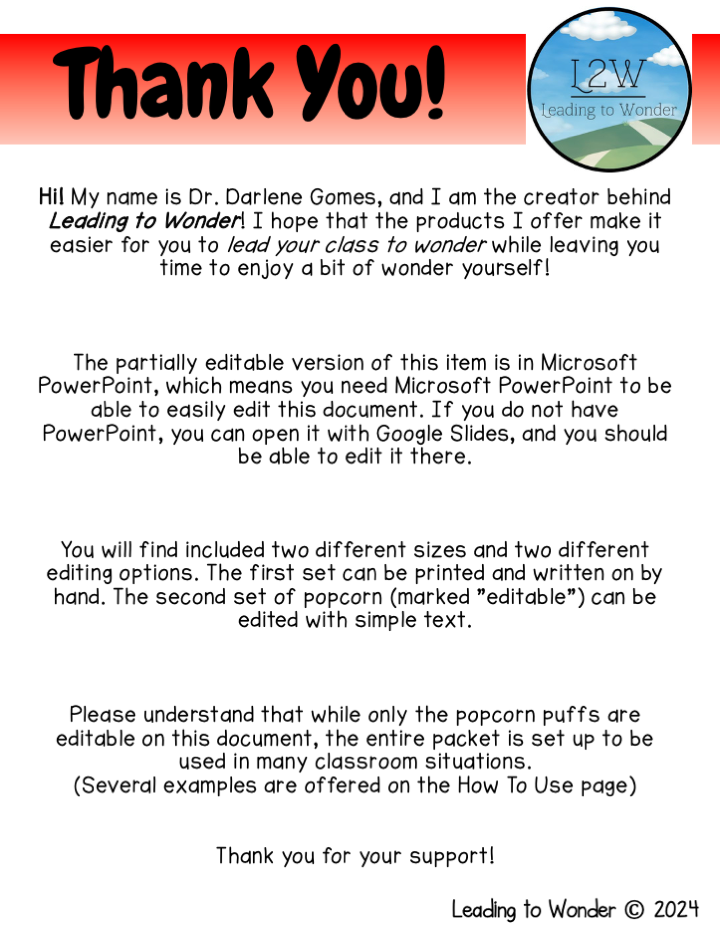 Thank You!
L2W
Leading to Wonder
Hi! My name is Dr. Darlene Gomes, and I am the creator behind
Leading to Wonder! I hope that the products I offer make it
easier for you to lead your class to wonder while leaving you
time to enjoy a bit of wonder yourself!
The partially editable version of this item is in Microsoft
PowerPoint, which means you need Microsoft PowerPoint to be
able to easily edit this document. If you do not have
PowerPoint, you can open it with Google Slides, and you should
be able to edit it there.
You will find included two different sizes and two different
editing options. The first set can be printed and written on by
hand. The second set of popcorn (marked "editable") can be
edited with simple text.
Please understand that while only the popcorn puffs are
editable on this document, the entire packet is set up to be
used in many classroom situations.
(Several examples are offered on the How To Use page)
Thank you for your support!
Leading to Wonder © 2024